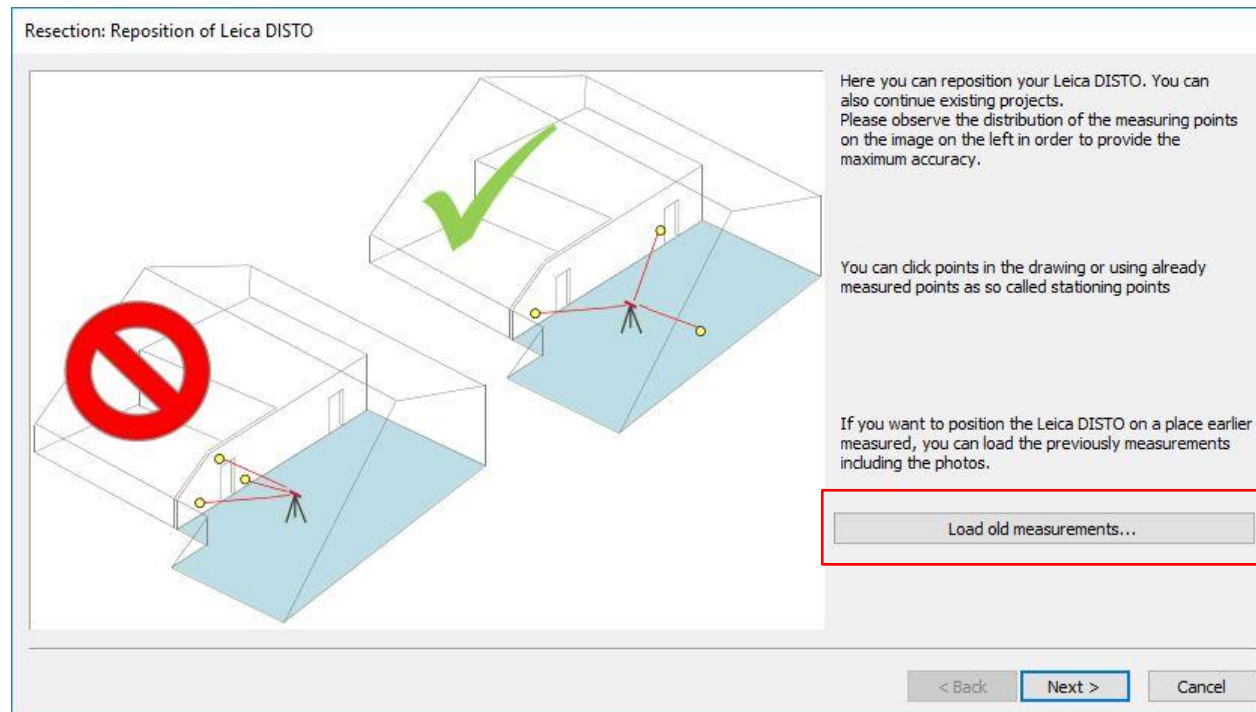 Resection: Reposition of Leica DISTO
Here you can reposition your Leica DISTO. You can
also continue existing projects.
Please observe the distribution of the measuring points
on the image on the left in order to provide the
maximum accuracy.
You can click points in the drawing or using already
measured points as so called stationing points
If you want to position the Leica DISTO on a place earlier
measured, you can load the previously measurements
including the photos.
Load old measurements...
< Back
Next >
Cancel